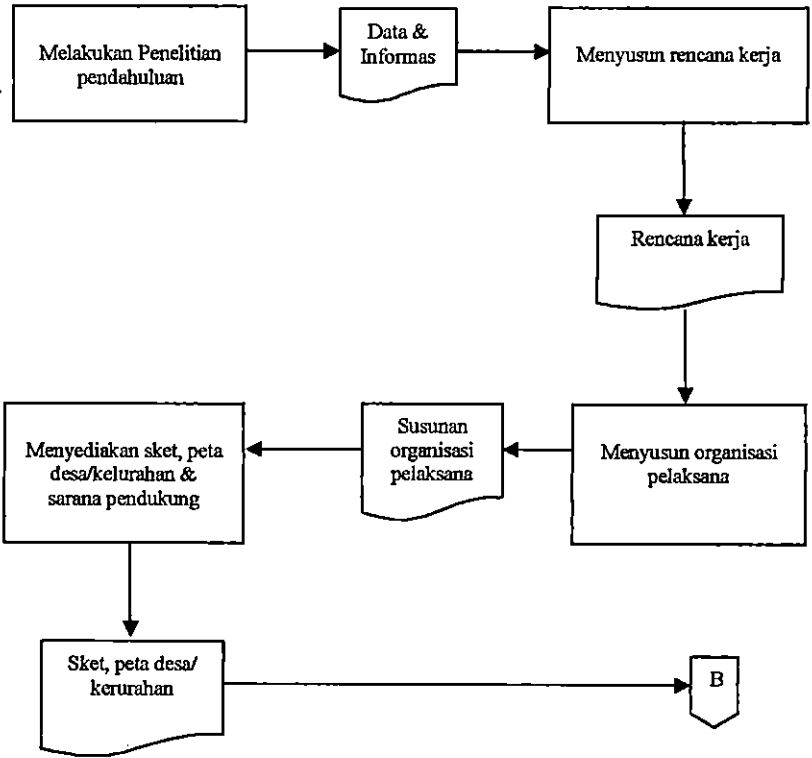 Melakukan Penelitian
pendahuluan
Data &
Informas
Menyusun rencana kerja
Rencana kerja
Menyusun organisasi
pelaksana
Susunan
organisasi
pelaksana
Menyediakan sket, peta
desa/kelurahan &
sarana pendukung
Sket, peta desa/
kerurahan
B